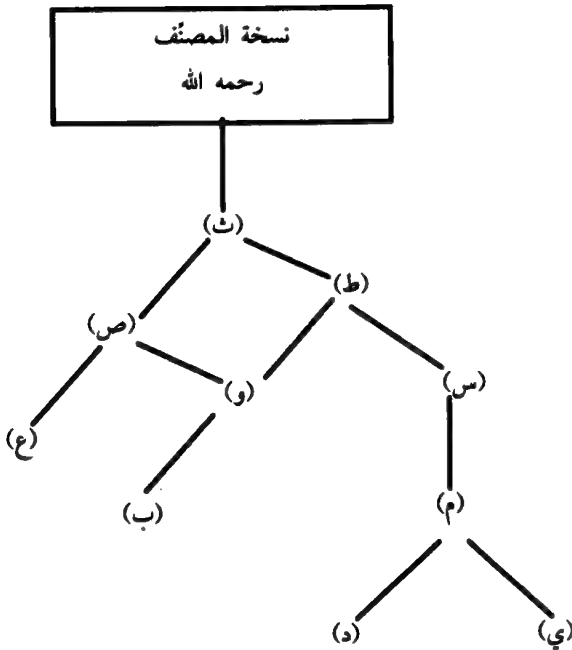 نسخة المصنِّف
رحمه الله
(ث)
(ط)
(ص)
(س)
(و)
(ع)
(م)
(ب)
(د)
(ي)